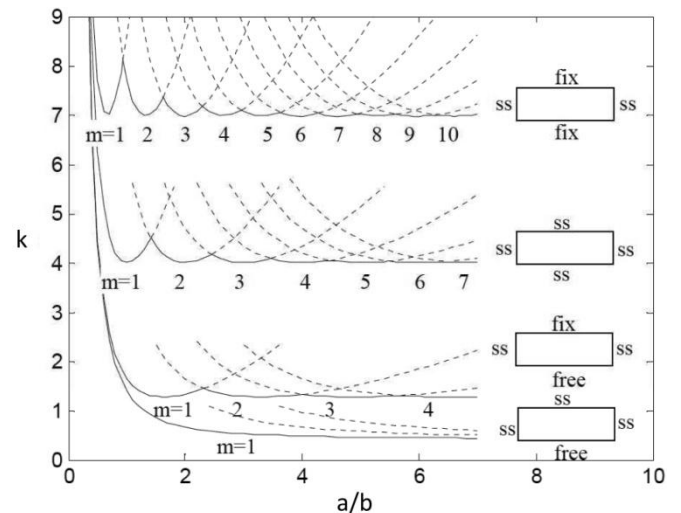 9
8
fix
ss ss
7
m=1 2 3 4 5 6 7 8 9 10
fix
6
5
k
ss
ss ss
4
m=1 2 3 4 5 6 7
ss
3
fix
2
ss ss
free
m=1 2 3 4
1
ss
m=1
ss ss
free
0
0 2 4 6 8 10
a/b